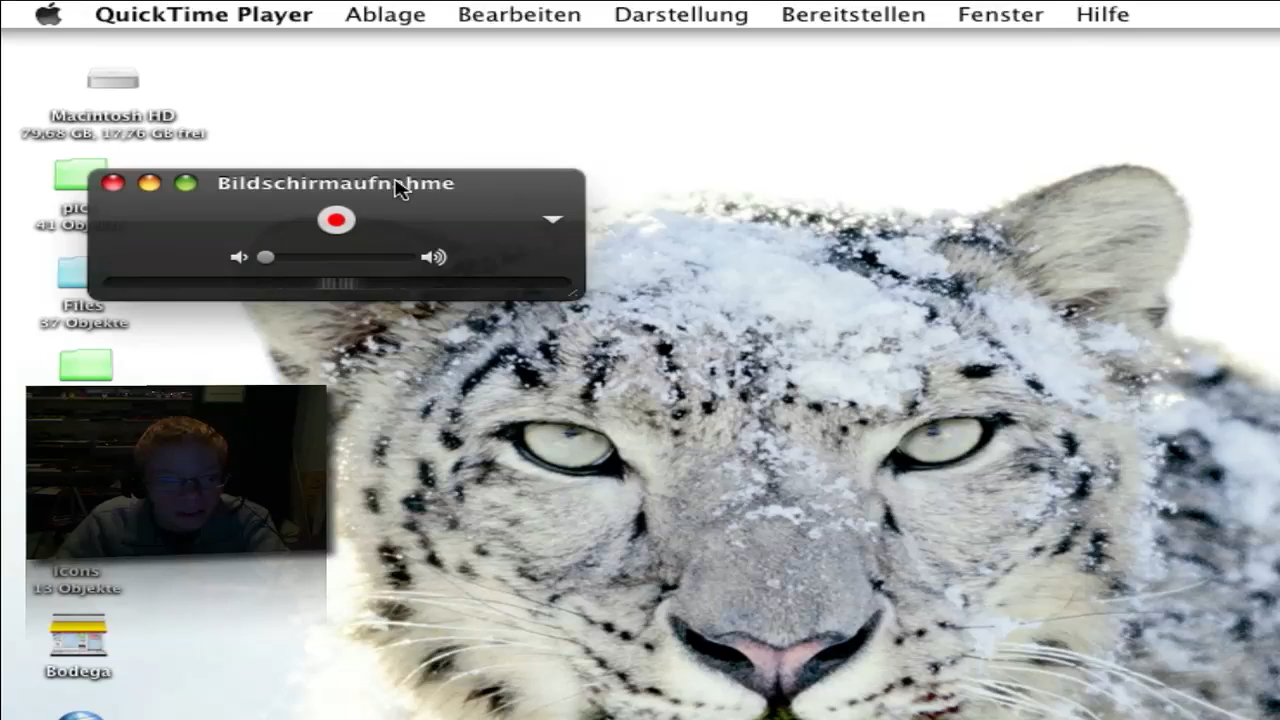 QuickTime Player Ablage Bearbeiten Darstellung Bereitstellen Fenster Hilfe
Macintosh HD
79,68 GB, 17,76 GB frei
Bildschirmaufnahme
41
Files
37 Objekte
Icons
13 Objekte
Bodega